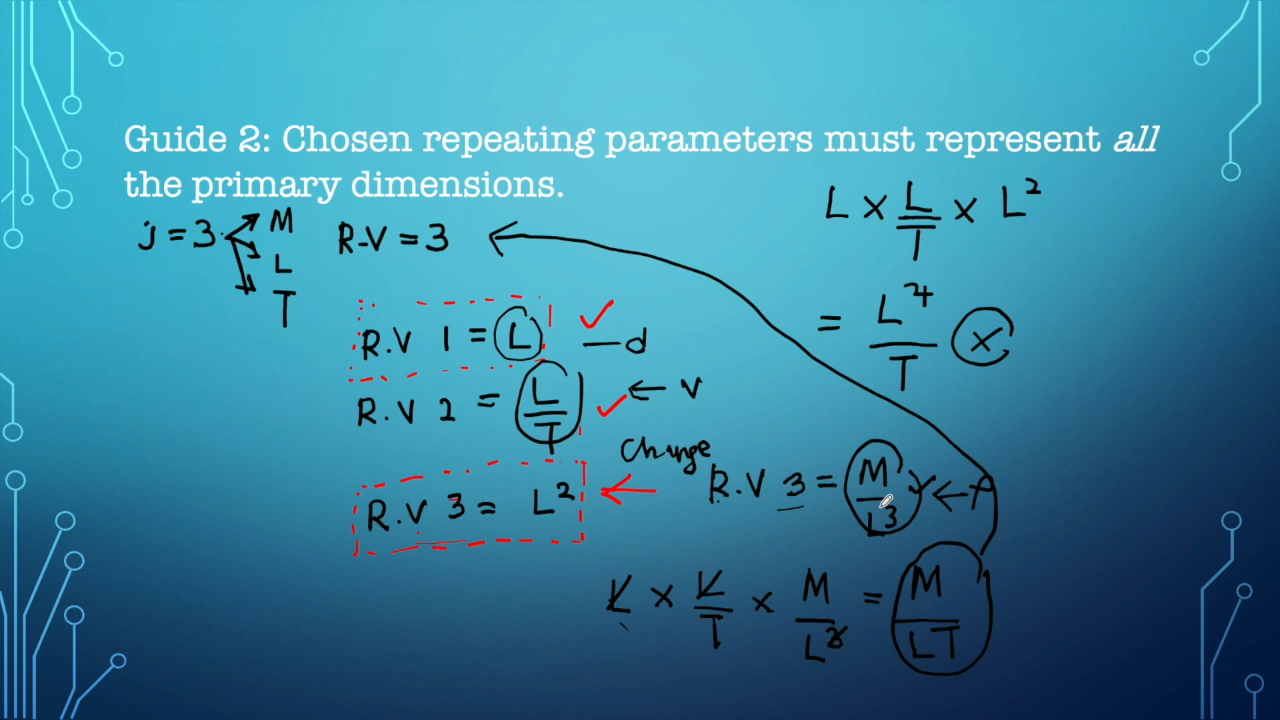 Guide 2: Chosen repeating parameters must represent all
the primary dimensions.
j = 3 M
L
T
R-V = 3
L × L/T × L²
= L⁴/T ×
R.V 1 = L ✓ — d
R.V 2 = L/T ✓ ← V
R.V 3 = L² ← Change
R.V 3 = M/L³ ←
L × L/T × M/L³ = M/LT